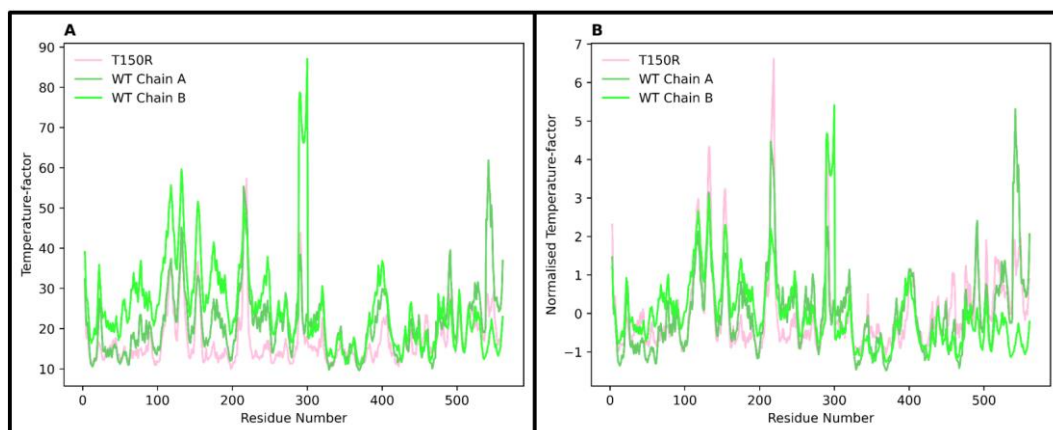 A
T150R
WT Chain A
WT Chain B
Temperature-factor
90
80
70
60
50
40
30
20
10
0
100
200
300
400
500
Residue Number
B
T150R
WT Chain A
WT Chain B
Normalised Temperature-factor
7
6
5
4
3
2
1
0
−1
0
100
200
300
400
500
Residue Number